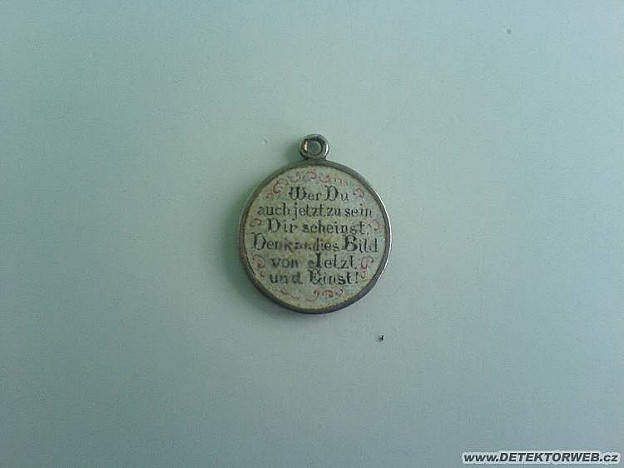 Wer Du
auch jetzt zu sein
Dir scheinst
Denk an dies Bild
von Jetzt
und Einst!
www.DETEKTORWEB.cz